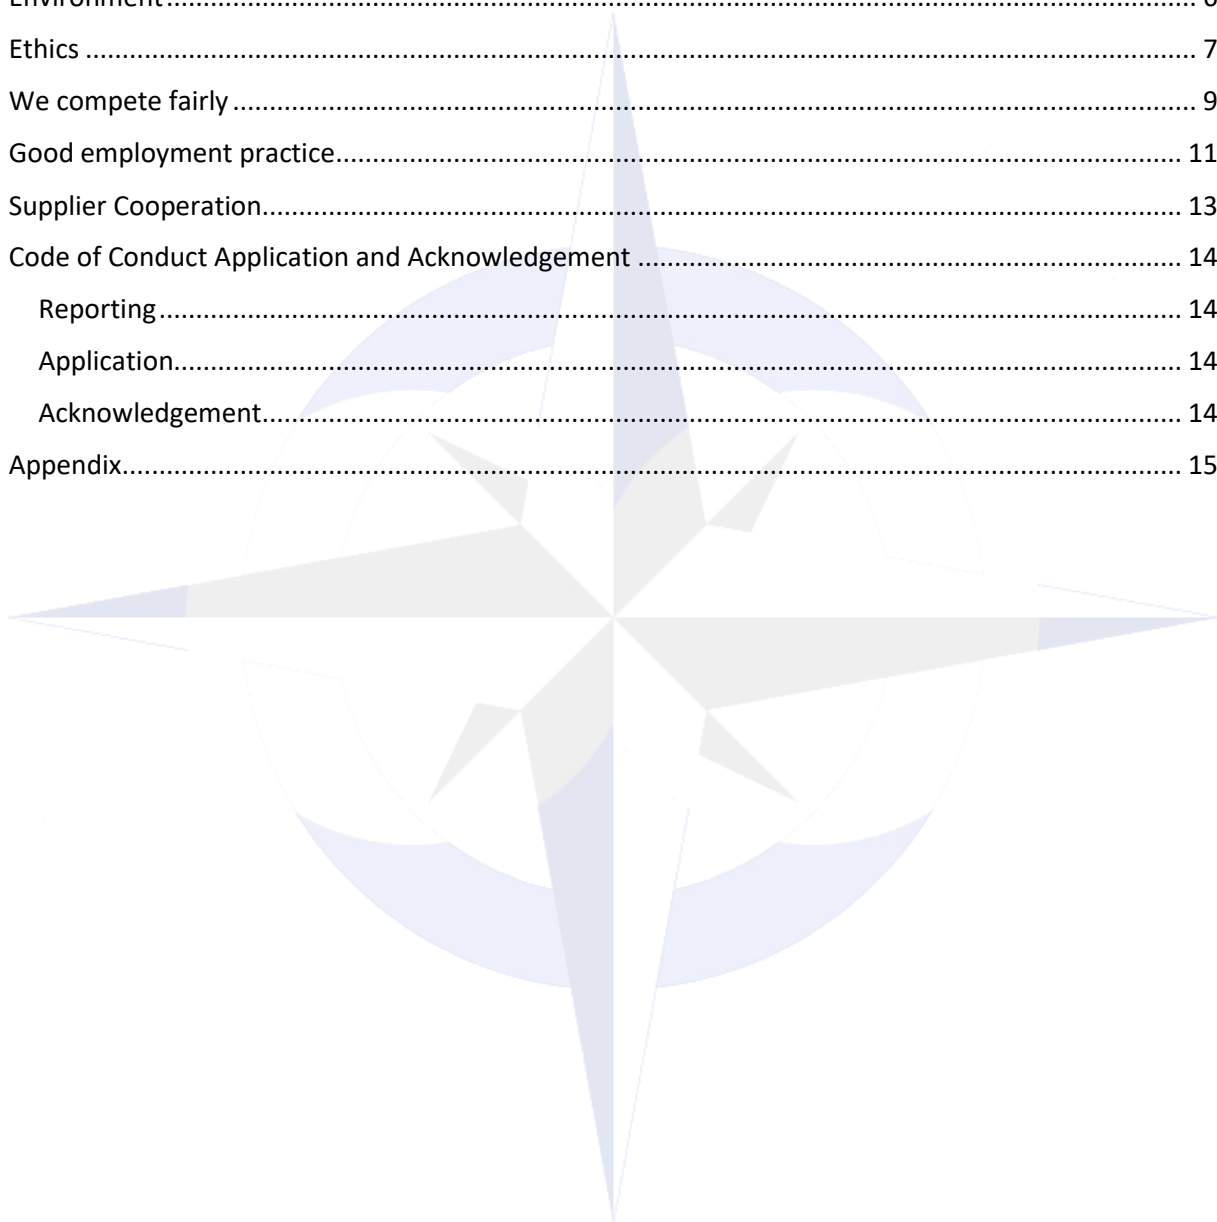 Environment................................................................................................................................................
Ethics ........................................................................................................................................................... 7
We compete fairly ....................................................................................................................................... 9
Good employment practice........................................................................................................................ 11
Supplier Cooperation.................................................................................................................................. 13
Code of Conduct Application and Acknowledgement ............................................................................... 14
Reporting ................................................................................................................................................ 14
Application.............................................................................................................................................. 14
Acknowledgement.................................................................................................................................. 14
Appendix..................................................................................................................................................... 15